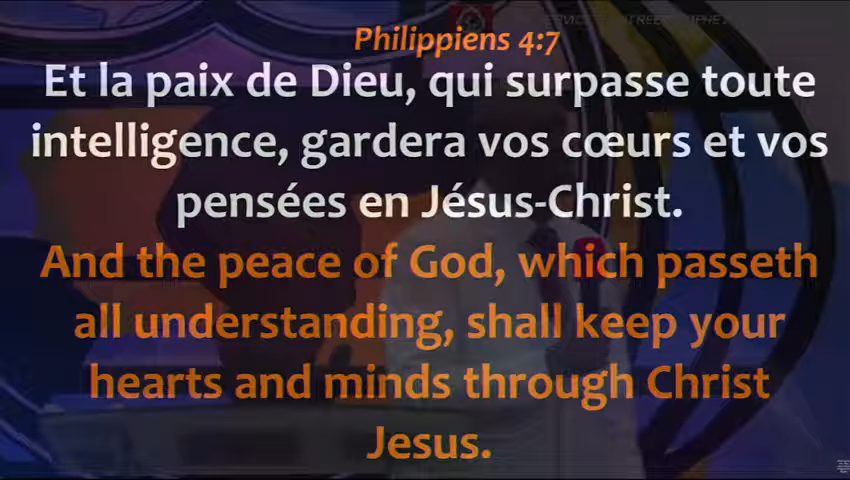 Philippiens 4:7
Et la paix de Dieu, qui surpasse toute
intelligence, gardera vos cœurs et vos
pensées en Jésus-Christ.
And the peace of God, which passeth
all understanding, shall keep your
hearts and minds through Christ
Jesus.